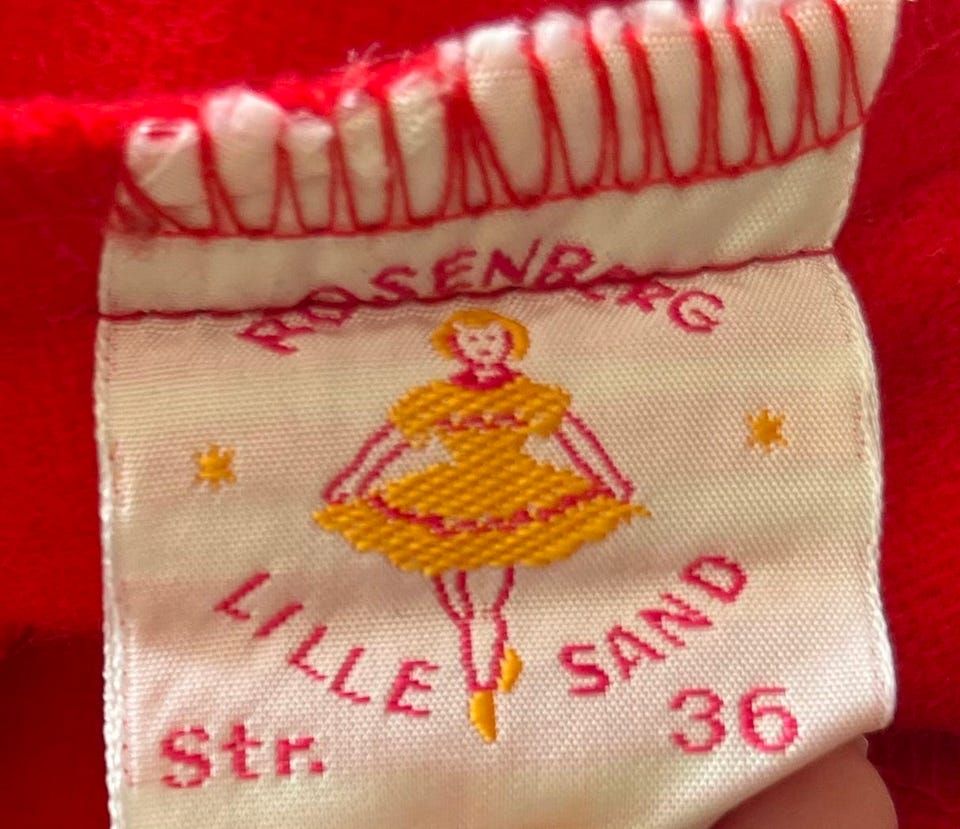 ROSENBERG
LILLE SAND
Str. 36